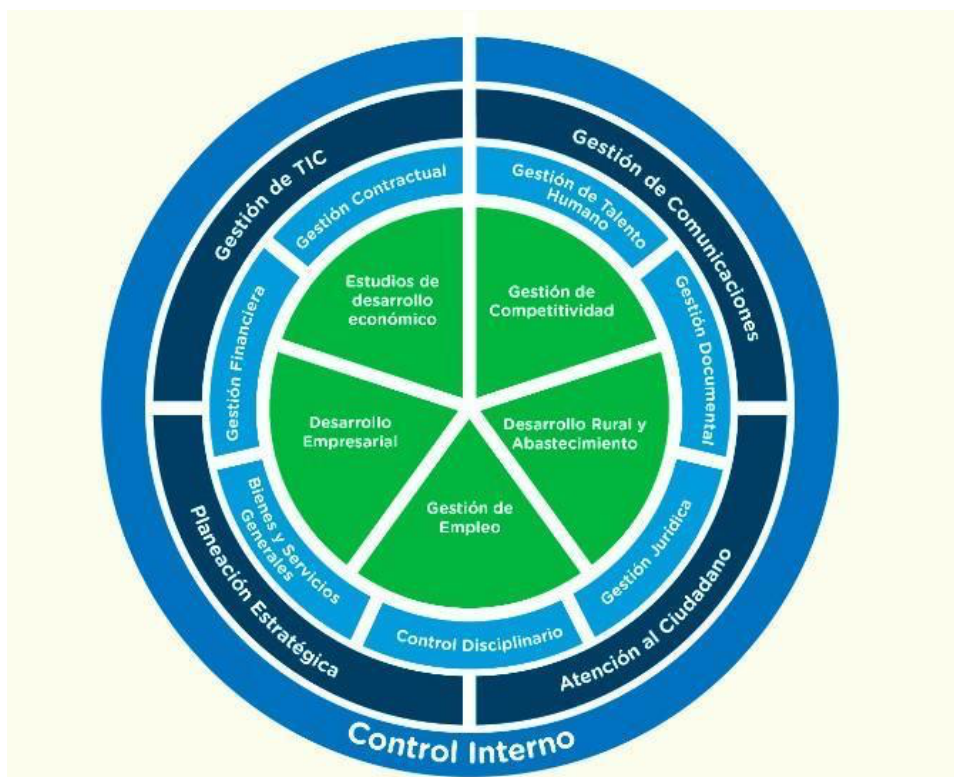 Gestión de TIC
Gestión de Comunicaciones
Gestión Contractual
Gestión de Talento
Humano
Gestión Financiera
Gestión Documental
Estudios de
desarrollo
económico
Gestión de
Competitividad
Desarrollo
Empresarial
Desarrollo Rural y
Abastecimiento
Gestión de
Empleo
Bienes y Servicios
Generales
Gestión Jurídica
Control Disciplinario
Planeación Estratégica
Atención al Ciudadano
Control Interno